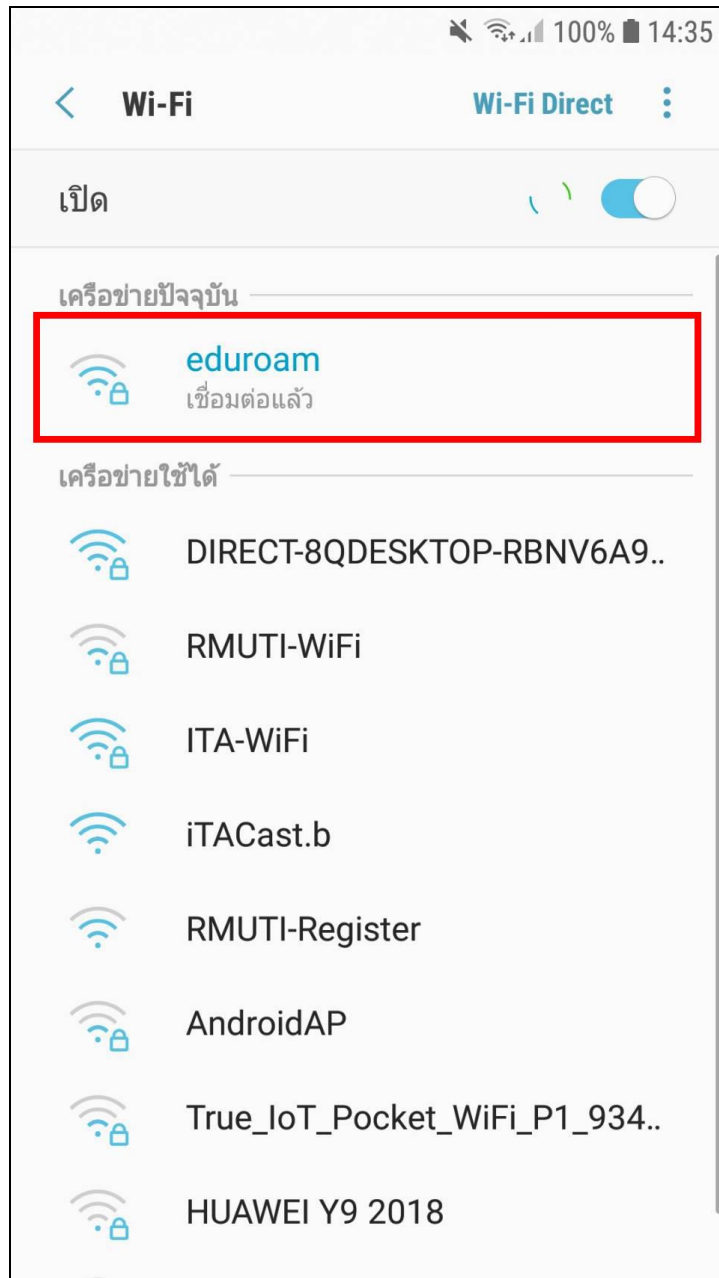 100% 14:35
Wi-Fi Wi-Fi Direct
เปิด
เครือข่ายปัจจุบัน
eduroam
เชื่อมต่อแล้ว
เครือข่ายใช้ได้
DIRECT-8QDESKTOP-RBNV6A9..
RMUTI-WiFi
ITA-WiFi
iTACast.b
RMUTI-Register
AndroidAP
True_IoT_Pocket_WiFi_P1_934..
HUAWEI Y9 2018